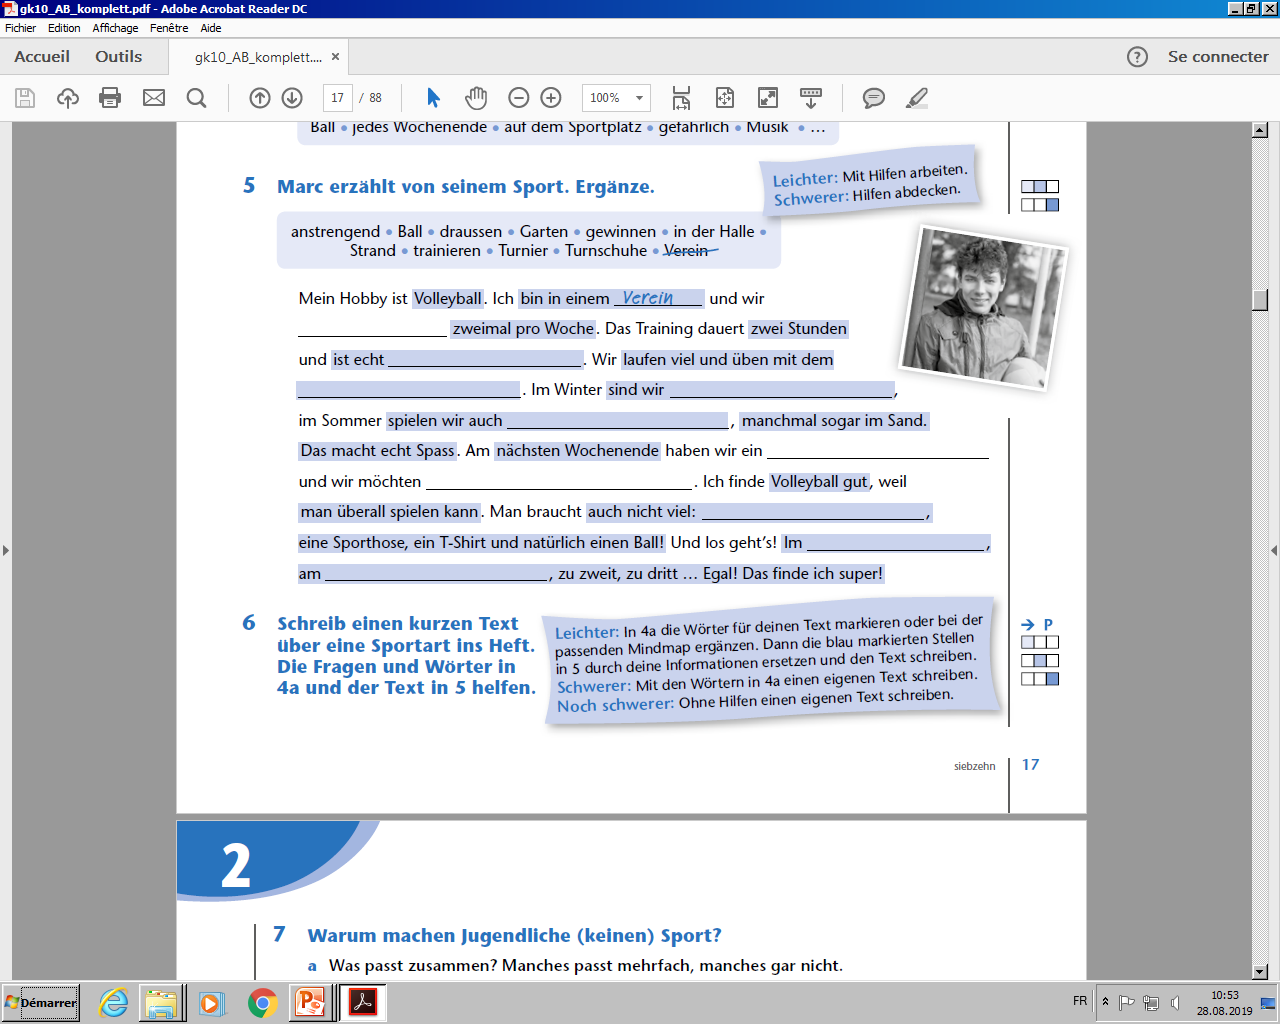 gk10_AB_komplett.pdf - Adobe Acrobat Reader DC
Fichier Edition Affichage Fenêtre Aide
Accueil Outils gk10_AB_komplett.... × ? Se connecter
17 / 88 100%
Ball • jedes Wochenende • auf dem Sportplatz • gefährlich • Musik • ...
5 Marc erzählt von seinem Sport. Ergänze.
Leichter: Mit Hilfen arbeiten.
Schwerer: Hilfen abdecken.
anstrengend • Ball • draussen • Garten • gewinnen • in der Halle •
Strand • trainieren • Turnier • Turnschuhe • Verein
Mein Hobby ist Volleyball. Ich bin in einem Verein und wir
____ zweimal pro Woche. Das Training dauert zwei Stunden
und ist echt ____. Wir laufen viel und üben mit dem
____. Im Winter sind wir ____,
im Sommer spielen wir auch ____, manchmal sogar im Sand.
Das macht echt Spass. Am nächsten Wochenende haben wir ein ____
und wir möchten ____. Ich finde Volleyball gut, weil
man überall spielen kann. Man braucht auch nicht viel: ____,
eine Sporthose, ein T-Shirt und natürlich einen Ball! Und los geht's! Im ____,
am ____, zu zweit, zu dritt ... Egal! Das finde ich super!
6 Schreib einen kurzen Text
über eine Sportart ins Heft.
Die Fragen und Wörter in
4a und der Text in 5 helfen.
Leichter: In 4a die Wörter für deinen Text markieren oder bei der
passenden Mindmap ergänzen. Dann die blau markierten Stellen
in 5 durch deine Informationen ersetzen und den Text schreiben.
Schwerer: Mit den Wörtern in 4a einen eigenen Text schreiben.
Noch schwerer: Ohne Hilfen einen eigenen Text schreiben.
→ P
siebzehn 17
2
7 Warum machen Jugendliche (keinen) Sport?
a Was passt zusammen? Manches passt mehrfach, manches gar nicht.
Démarrer
FR
10:53
28.08.2019